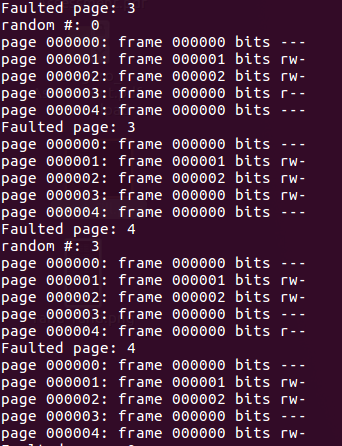 Faulted page: 3
random #: 0
page 000000: frame 000000 bits ---
page 000001: frame 000001 bits rw-
page 000002: frame 000002 bits rw-
page 000003: frame 000000 bits r--
page 000004: frame 000000 bits ---
Faulted page: 3
page 000000: frame 000000 bits ---
page 000001: frame 000001 bits rw-
page 000002: frame 000002 bits rw-
page 000003: frame 000000 bits rw-
page 000004: frame 000000 bits ---
Faulted page: 4
random #: 3
page 000000: frame 000000 bits ---
page 000001: frame 000001 bits rw-
page 000002: frame 000002 bits rw-
page 000003: frame 000000 bits ---
page 000004: frame 000000 bits r--
Faulted page: 4
page 000000: frame 000000 bits ---
page 000001: frame 000001 bits rw-
page 000002: frame 000002 bits rw-
page 000003: frame 000000 bits ---
page 000004: frame 000000 bits rw-